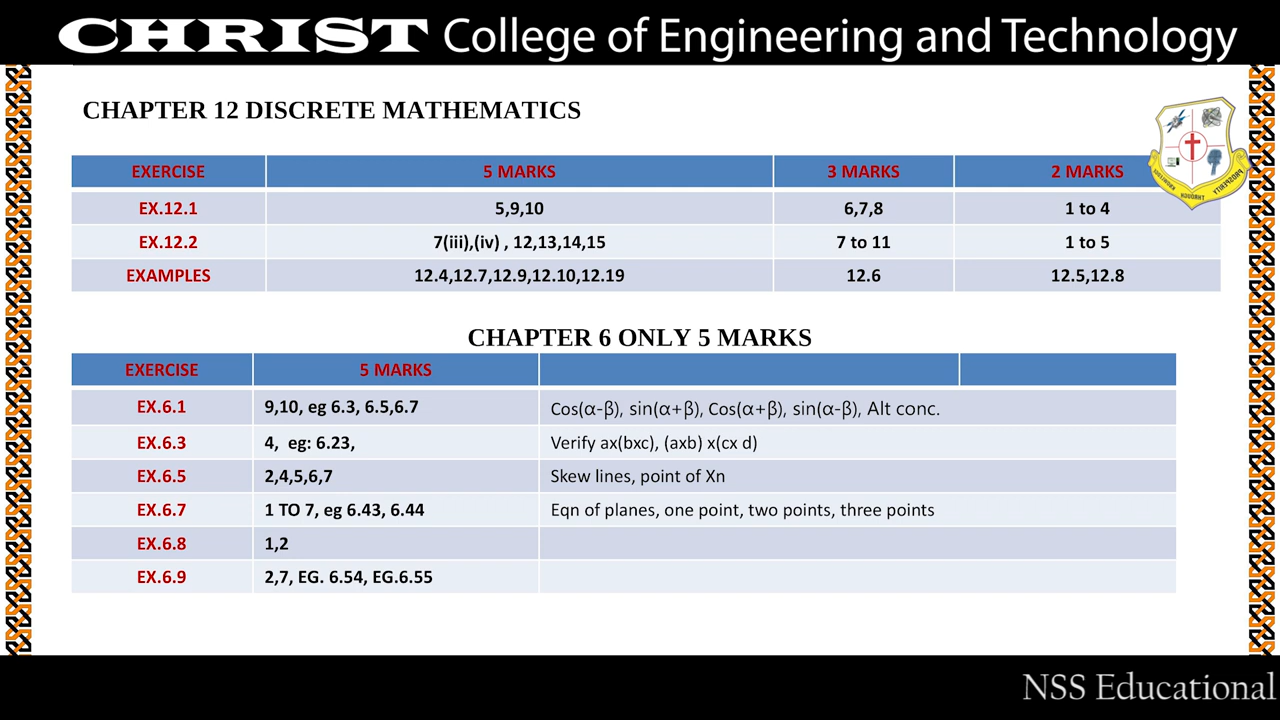 CHRIST College of Engineering and Technology
CHAPTER 12 DISCRETE MATHEMATICS
EXERCISE 5 MARKS 3 MARKS 2 MARKS
EX.12.1 5,9,10 6,7,8 1 to 4
EX.12.2 7(iii),(iv) , 12,13,14,15 7 to 11 1 to 5
EXAMPLES 12.4,12.7,12.9,12.10,12.19 12.6 12.5,12.8
CHAPTER 6 ONLY 5 MARKS
EXERCISE 5 MARKS
EX.6.1 9,10, eg 6.3, 6.5,6.7 Cos(α-β), sin(α+β), Cos(α+β), sin(α-β), Alt conc.
EX.6.3 4, eg: 6.23, Verify ax(bxc), (axb) x(cx d)
EX.6.5 2,4,5,6,7 Skew lines, point of Xn
EX.6.7 1 TO 7, eg 6.43, 6.44 Eqn of planes, one point, two points, three points
EX.6.8 1,2
EX.6.9 2,7, EG. 6.54, EG.6.55
PROSPERITY THROUGH
NSS Educational